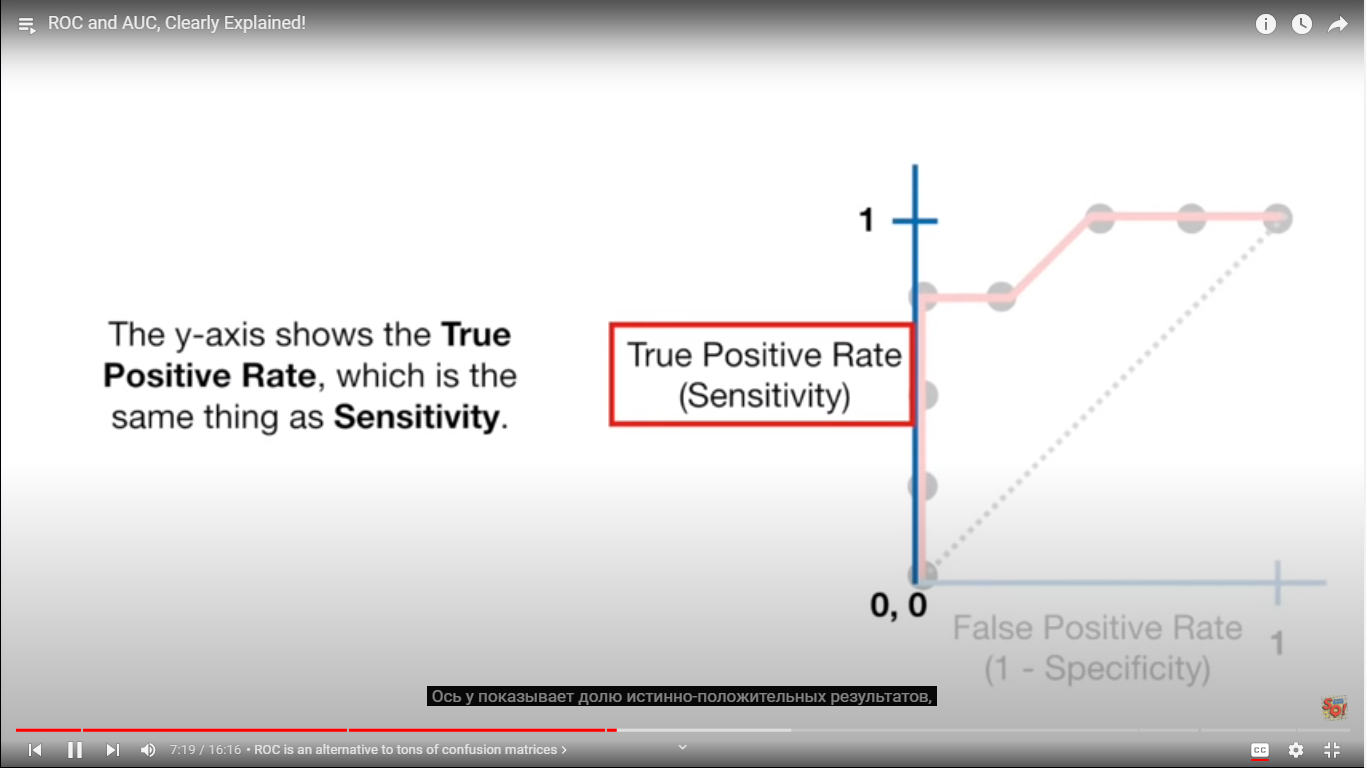 ROC and AUC, Clearly Explained!
1
The y-axis shows the True
Positive Rate, which is the
same thing as Sensitivity.
True Positive Rate
(Sensitivity)
0, 0
False Positive Rate
(1 - Specificity)
1
Ось y показывает долю истинно-положительных результатов,
SQ!
7:19 / 16:16 • ROC is an alternative to tons of confusion matrices >
CC